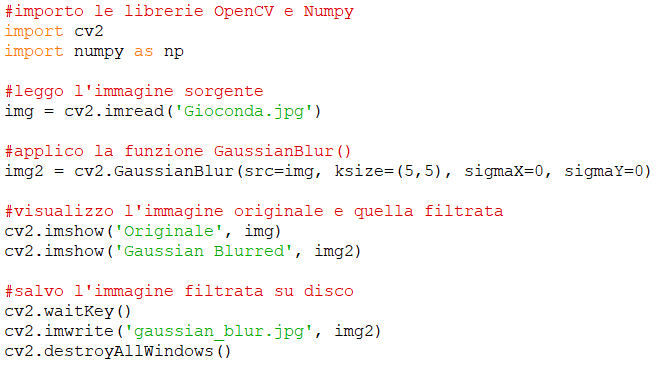 #importo le librerie OpenCV e Numpy
import cv2
import numpy as np
#leggo l'immagine sorgente
img = cv2.imread('Gioconda.jpg')
#applico la funzione GaussianBlur()
img2 = cv2.GaussianBlur(src=img, ksize=(5,5), sigmaX=0, sigmaY=0)
#visualizzo l'immagine originale e quella filtrata
cv2.imshow('Originale', img)
cv2.imshow('Gaussian Blurred', img2)
#salvo l'immagine filtrata su disco
cv2.waitKey()
cv2.imwrite('gaussian_blur.jpg', img2)
cv2.destroyAllWindows()